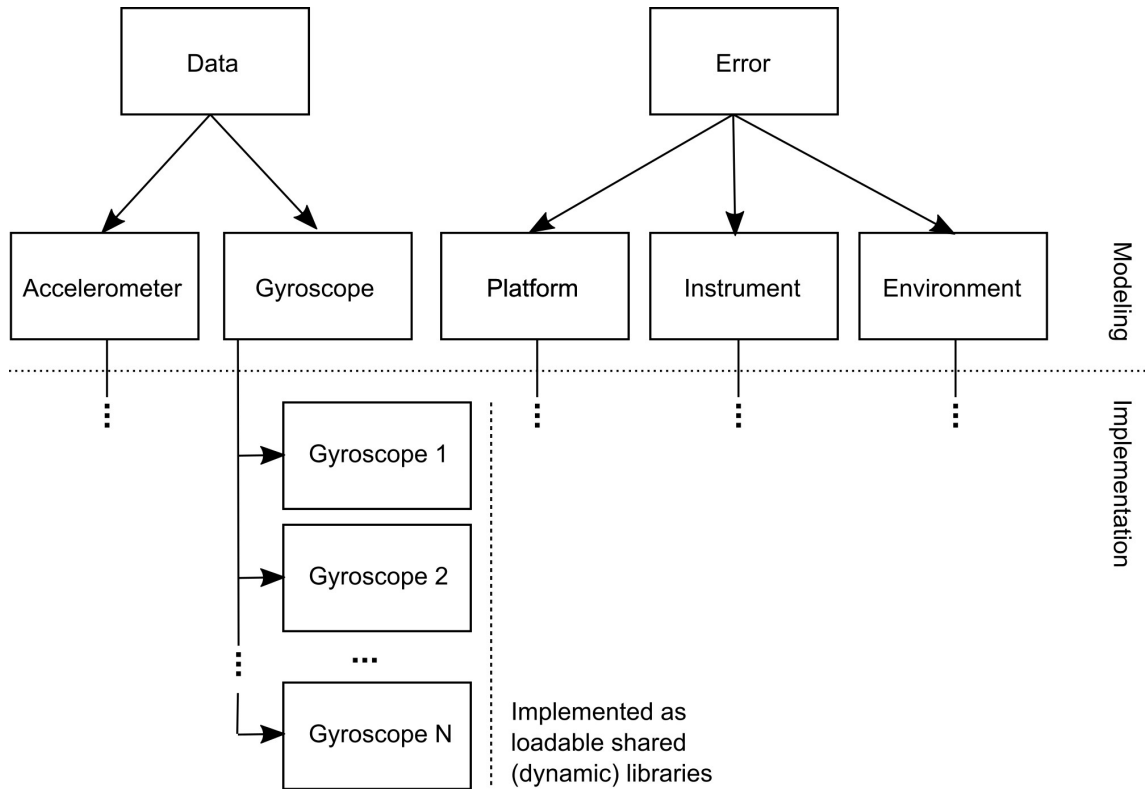 Data
Error
Accelerometer
Gyroscope
Platform
Instrument
Environment
Modeling
Implementation
Gyroscope 1
Gyroscope 2
...
Gyroscope N
Implemented as
loadable shared
(dynamic) libraries